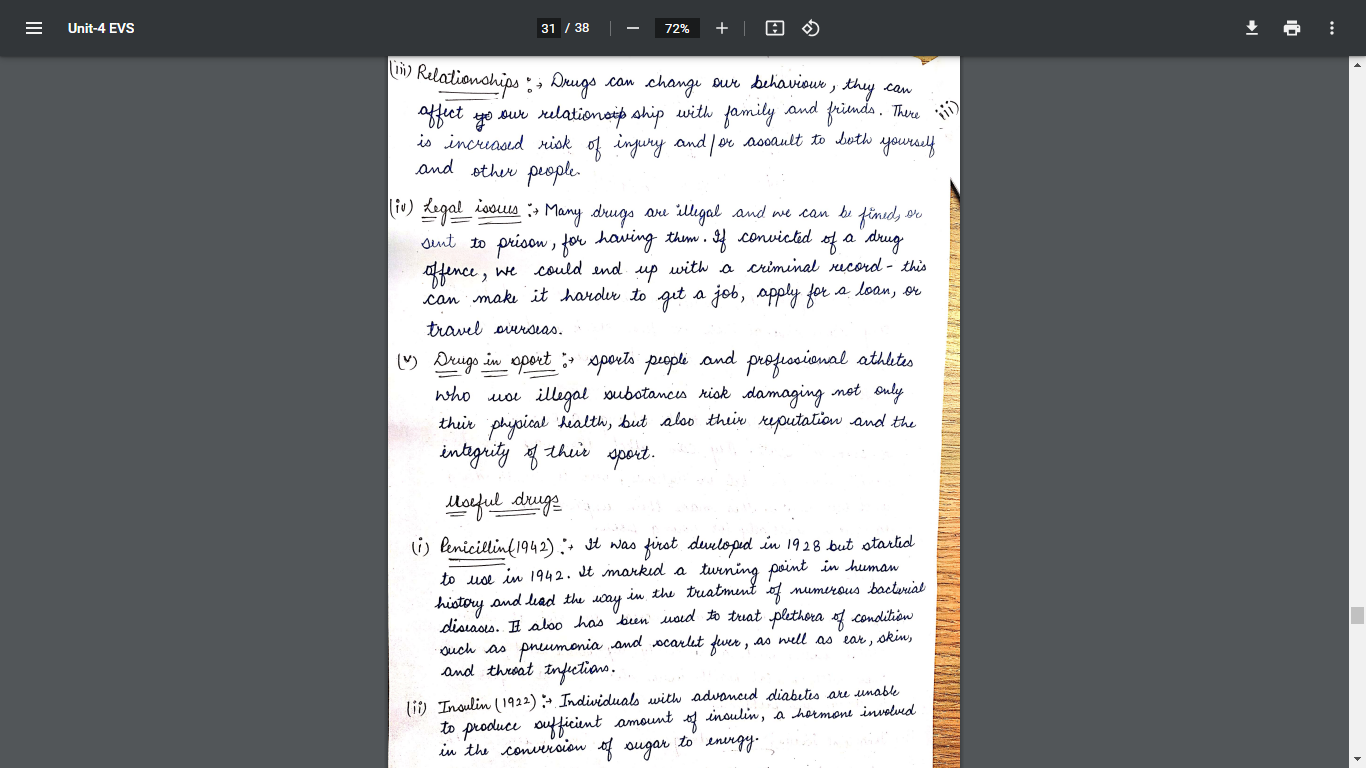 Unit-4 EVS
31 / 38
72%
(iii) Relationships :→ Drugs can change our behaviour, they can
affect our relation ship with family and friends. There
iii)
is increased risk of injury and/or assault to both yourself
and other people.
(iv) Legal issues :→ Many drugs are illegal and we can be fined, or
sent to prison, for having them. If convicted of a drug
offence, we could end up with a criminal record - this
can make it harder to get a job, apply for a loan, or
travel overseas.
(v) Drugs in sport :→ sports people and professional athletes
who use illegal substances risk damaging not only
their physical health, but also their reputation and the
integrity of their sport.
Useful drugs
(i) Penicillin(1942) :→ It was first developed in 1928 but started
to use in 1942. It marked a turning point in human
history and lead the way in the treatment of numerous bacterial
diseases. It also has been used to treat plethora of condition
such as pneumonia and scarlet fever, as well as ear, skin,
and throat infections.
(ii) Insulin (1922) :→ Individuals with advanced diabetes are unable
to produce sufficient amount of insulin, a hormone involved
in the conversion of sugar to energy.